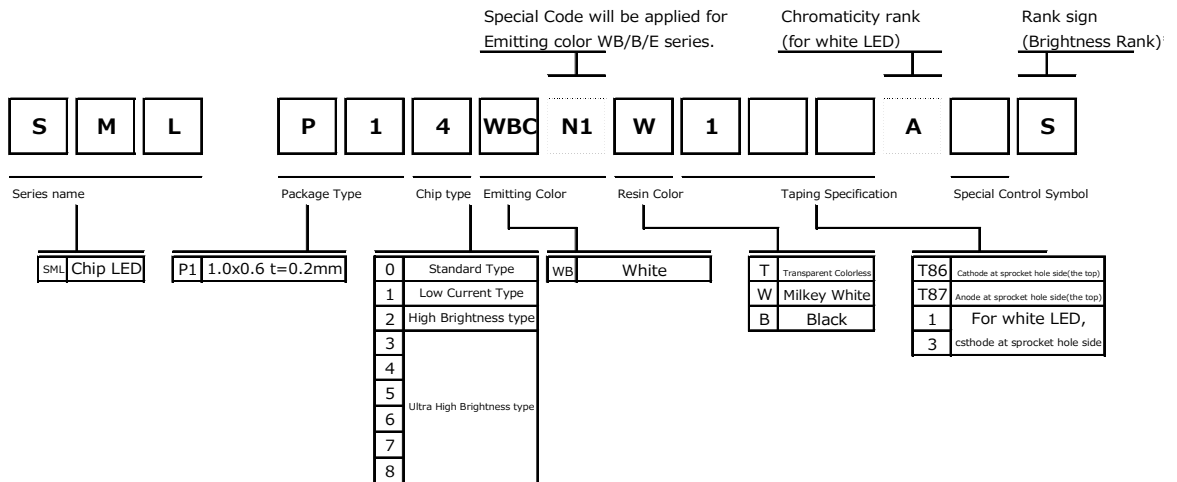 Special Code will be applied for
Emitting color WB/B/E series.
Chromaticity rank
(for white LED)
Rank sign
(Brightness Rank)
S M L P 1 4 WBC N1 W 1 A S
Series name
Package Type
Chip type
Emitting Color
Resin Color
Taping Specification
Special Control Symbol
SML Chip LED
P1 1.0x0.6 t=0.2mm
0 Standard Type
1 Low Current Type
2 High Brightness type
3
4
5
6
7
8
Ultra High Brightness type
WB White
T Transparent Colorless
W Milkey White
B Black
T86 Cathode at sprocket hole side(the top)
T87 Anode at sprocket hole side(the top)
1 For white LED,
3 csthode at sprocket hole side